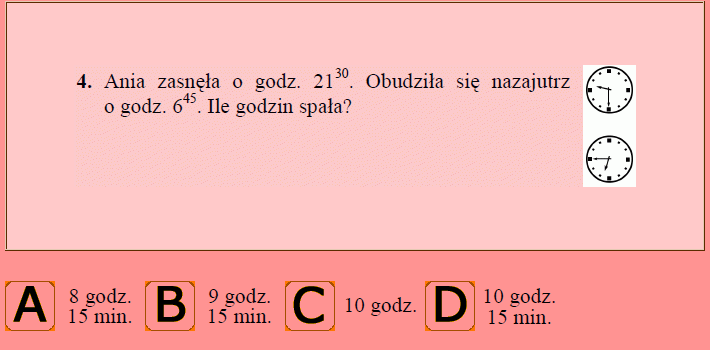 4. Ania zasnęła o godz. 21³⁰. Obudziła się nazajutrz
o godz. 6⁴⁵. Ile godzin spała?
A 8 godz. 15 min.
B 9 godz. 15 min.
C 10 godz.
D 10 godz. 15 min.